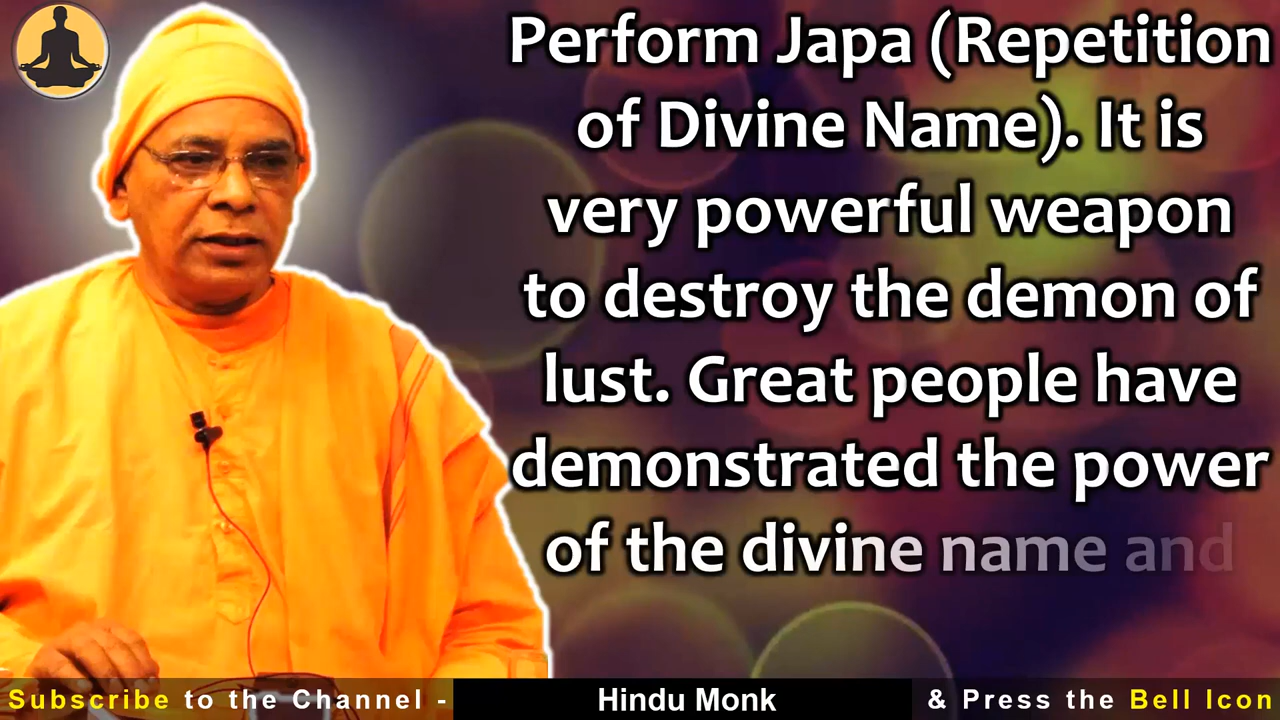 Perform Japa (Repetition
of Divine Name). It is
very powerful weapon
to destroy the demon of
lust. Great people have
demonstrated the power
of the divine name and
Subscribe to the Channel - Hindu Monk & Press the Bell Icon